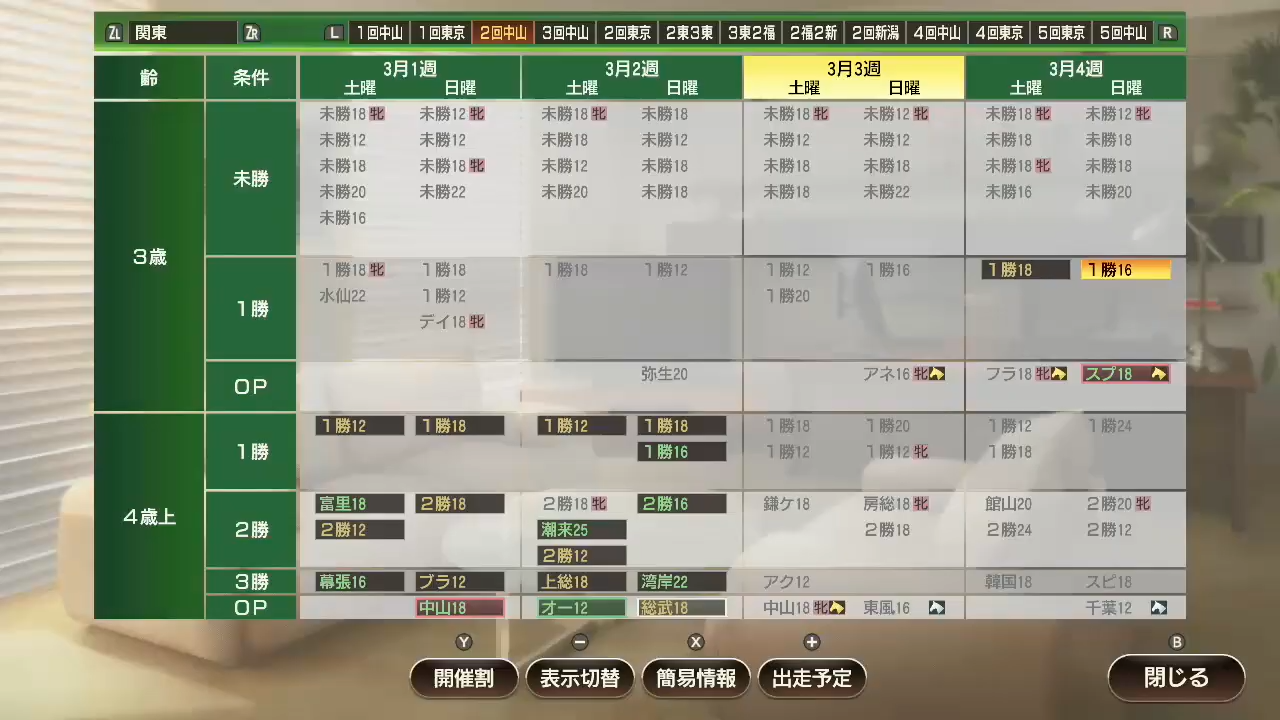 ZL 関東 ZR L 1回中山 1回東京 2回中山 3回中山 2回東京 2東3東 3東2福 2福2新 2回新潟 4回中山 4回東京 5回東京 5回中山 R
齢 条件 3月1週 3月2週 3月3週 3月4週
土曜 日曜 土曜 日曜 土曜 日曜 土曜 日曜
3歳
未勝
未勝18 牝 未勝12 牝 未勝18 牝 未勝18 未勝18 牝 未勝12 牝 未勝18 牝 未勝12 牝
未勝12 未勝12 未勝18 未勝12 未勝12 未勝12 未勝18 未勝18
未勝18 未勝18 牝 未勝12 未勝18 未勝18 未勝18 未勝18 牝 未勝18
未勝20 未勝22 未勝20 未勝18 未勝18 未勝22 未勝16 未勝20
未勝16
1勝
1勝18 牝 1勝18 1勝18 1勝12 1勝12 1勝16 1勝18 1勝16
水仙22 1勝12 1勝20
デイ18 牝
OP
弥生20 アネ16 牝 フラ18 牝 スプ18
4歳上
1勝
1勝12 1勝18 1勝12 1勝18 1勝18 1勝20 1勝12 1勝24
1勝16 1勝12 1勝12 牝 1勝18
2勝
富里18 2勝18 2勝18 牝 2勝16 鎌ケ18 房総18 牝 館山20 2勝20 牝
2勝12 潮来25 2勝18 2勝24 2勝12
2勝12
3勝 幕張16 ブラ12 上総18 湾岸22 アク12 韓国18 スピ18
OP 中山18 オー12 総武18 中山18 牝 東風16 千葉12
Y − X + B
開催割 表示切替 簡易情報 出走予定 閉じる